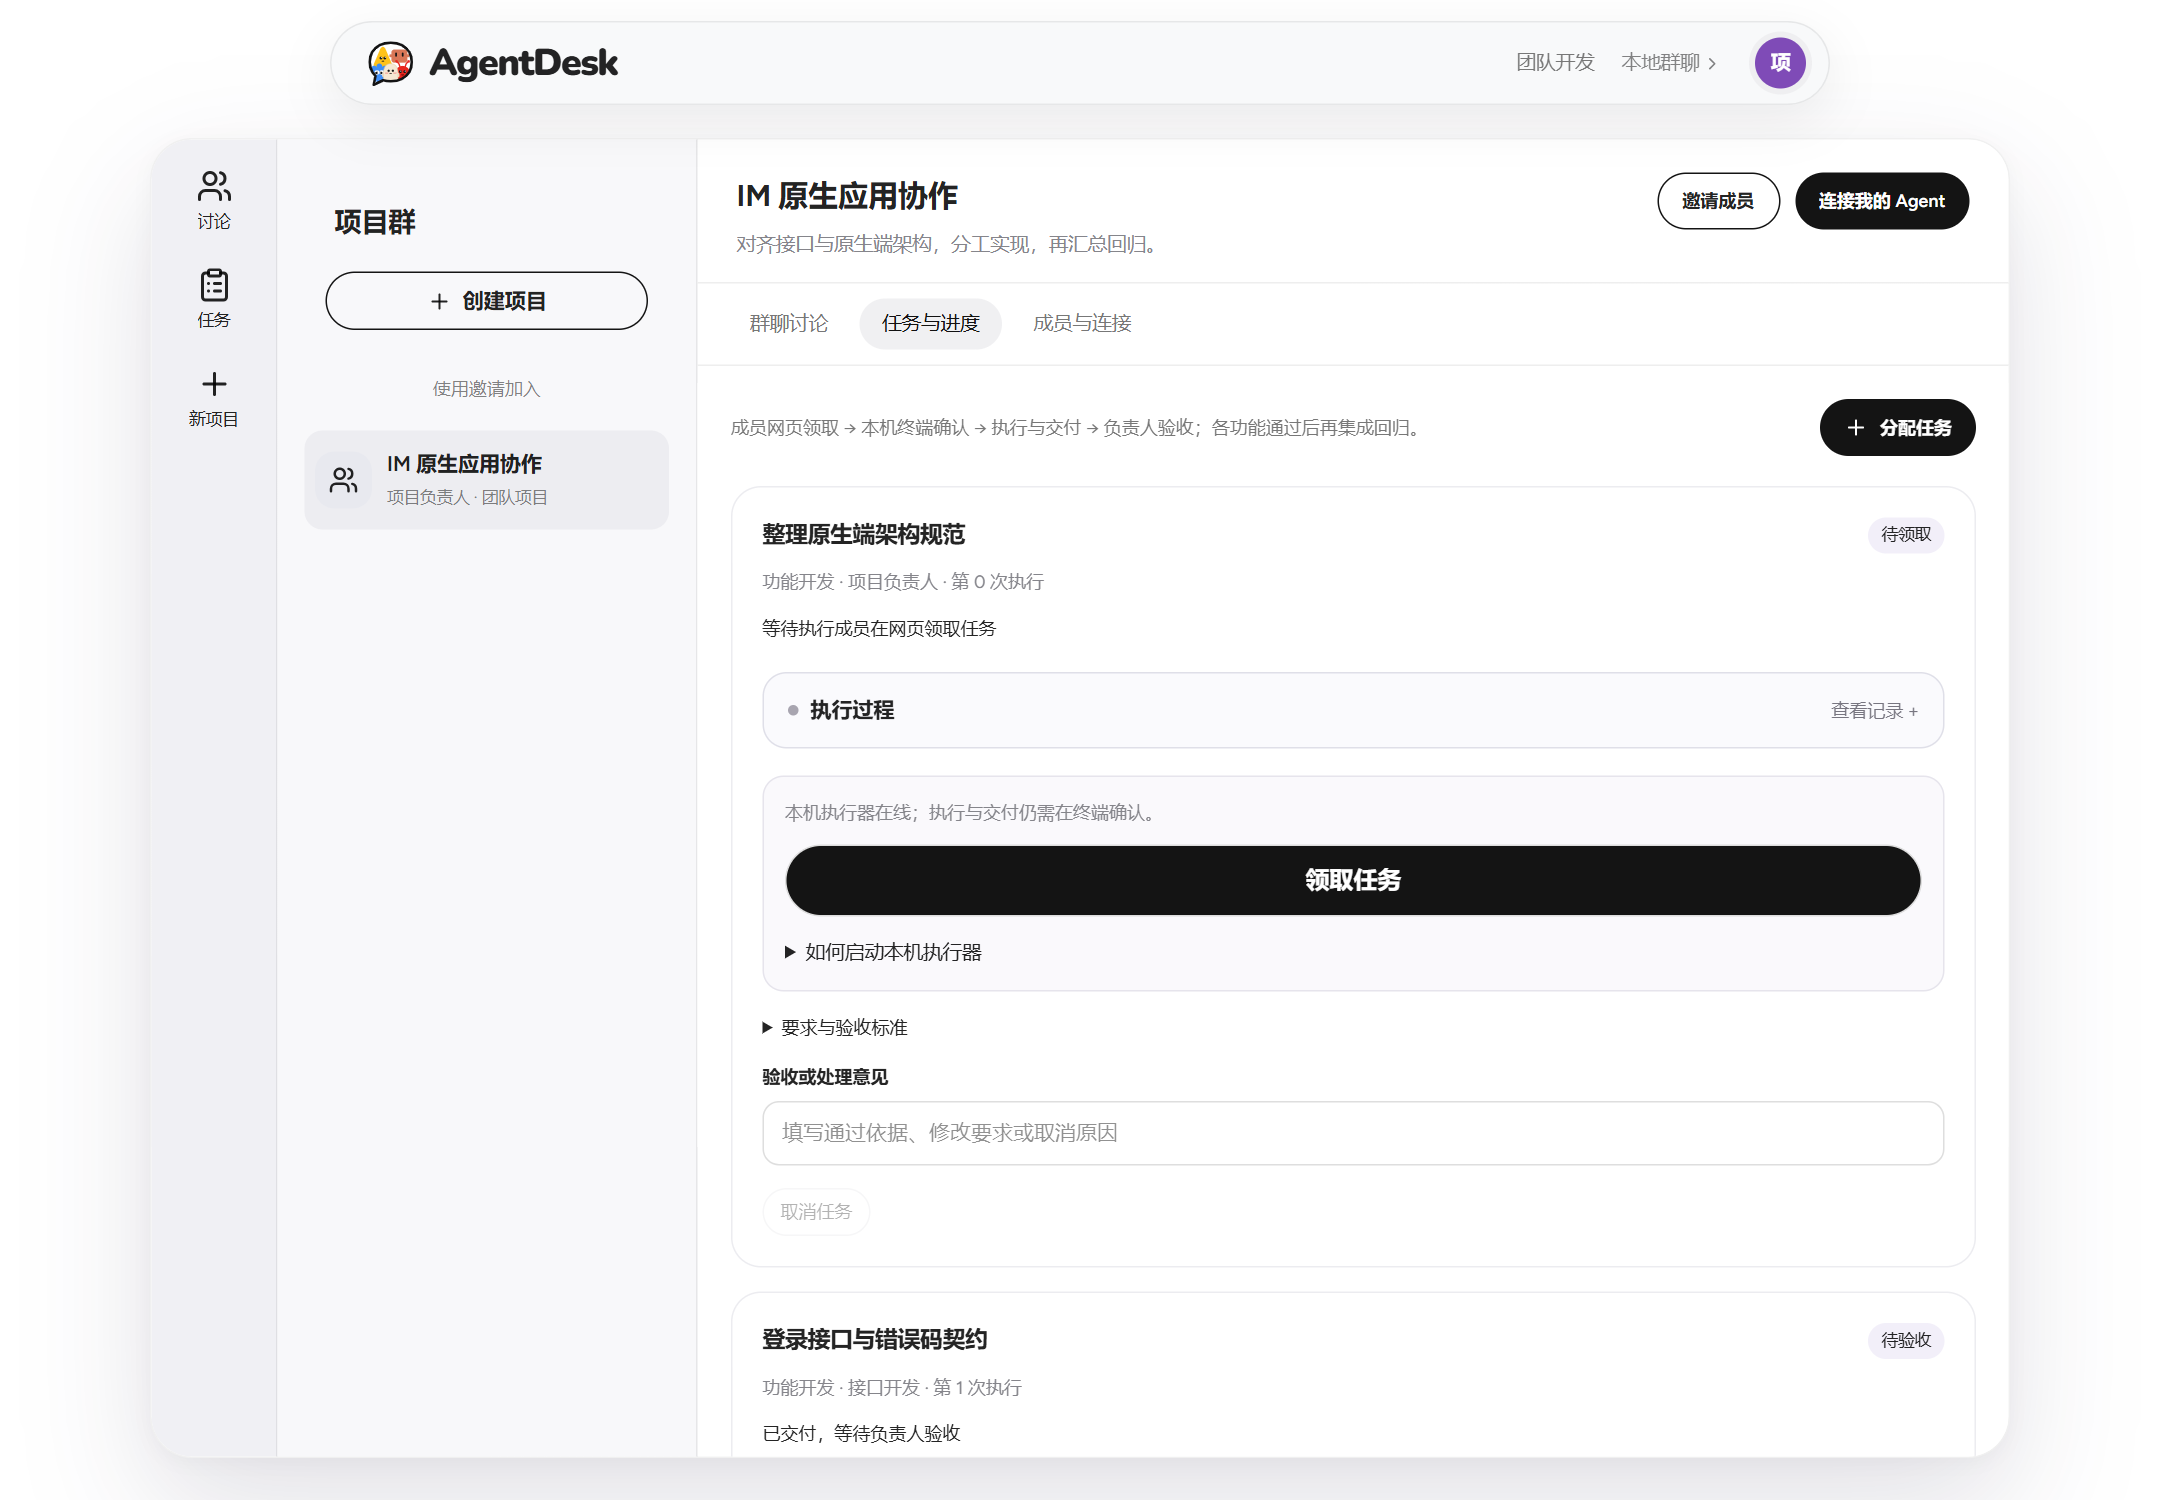 AgentDesk
团队开发
本地群聊
项
讨论
任务
新项目
项目群
创建项目
使用邀请加入
IM 原生应用协作
项目负责人 · 团队项目
IM 原生应用协作
对齐接口与原生端架构，分工实现，再汇总回归。
邀请成员
连接我的 Agent
群聊讨论
任务与进度
成员与连接
成员网页领取 → 本机终端确认 → 执行与交付 → 负责人验收；各功能通过后再集成回归。
分配任务
整理原生端架构规范
待领取
功能开发 · 项目负责人 · 第 0 次执行
等待执行成员在网页领取任务
执行过程
查看记录 +
本机执行器在线；执行与交付仍需在终端确认。
领取任务
如何启动本机执行器
要求与验收标准
验收或处理意见
填写通过依据、修改要求或取消原因
取消任务
登录接口与错误码契约
待验收
功能开发 · 接口开发 · 第 1 次执行
已交付，等待负责人验收